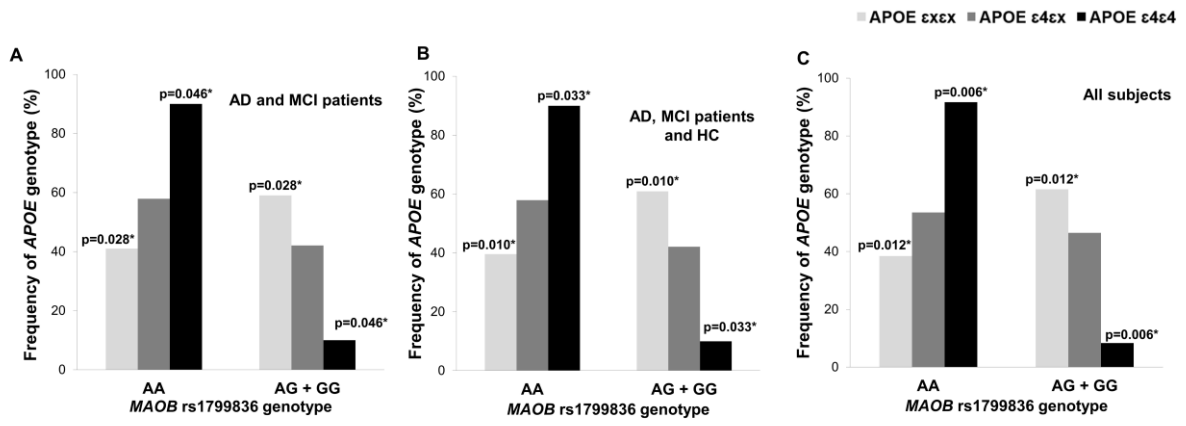 APOE εxεx APOE ε4εx APOE ε4ε4
A
Frequency of APOE genotype (%)
100
80
60
40
20
0
AD and MCI patients
p=0.046*
p=0.028*
p=0.028*
p=0.046*
AA AG + GG
MAOB rs1799836 genotype
B
Frequency of APOE genotype (%)
100
80
60
40
20
0
AD, MCI patients
and HC
p=0.033*
p=0.010*
p=0.010*
p=0.033*
AA AG + GG
MAOB rs1799836 genotype
C
Frequency of APOE genotype (%)
100
80
60
40
20
0
All subjects
p=0.006*
p=0.012*
p=0.012*
p=0.006*
AA AG + GG
MAOB rs1799836 genotype